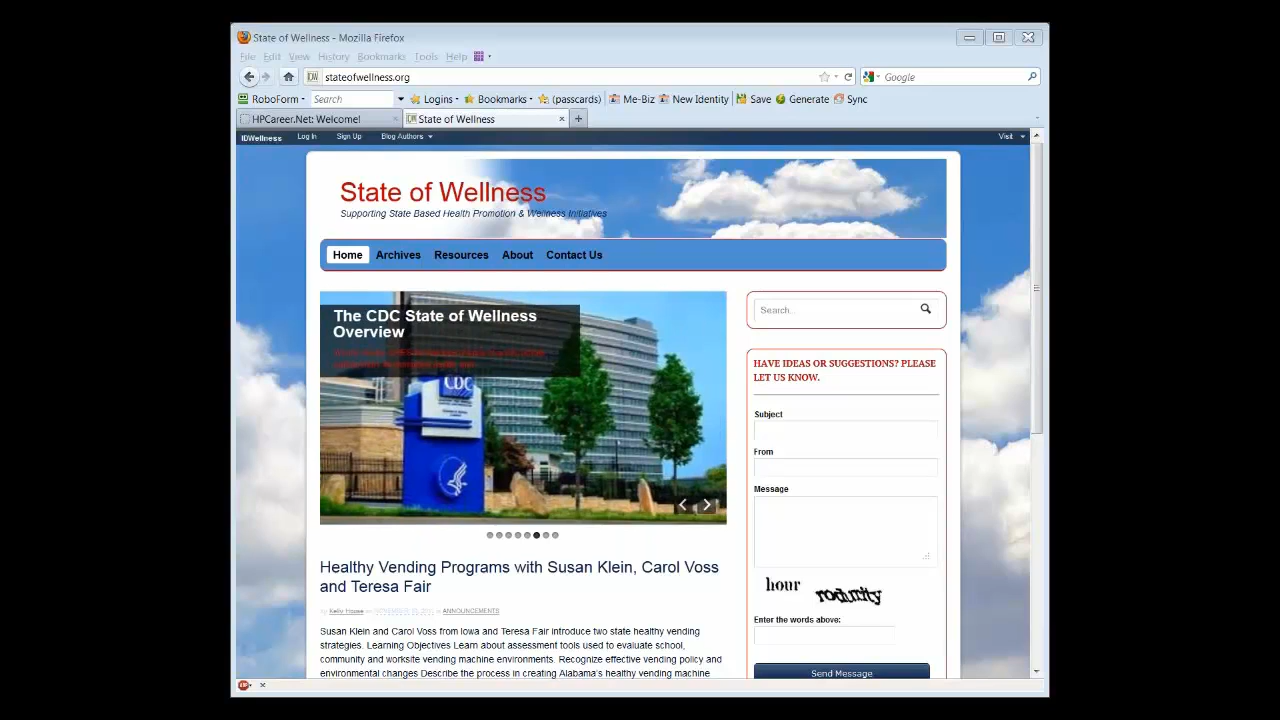 State of Wellness - Mozilla Firefox
File Edit View History Bookmarks Tools Help
stateofwellness.org
Google
RoboForm Search Logins Bookmarks (passcards) Me-Biz New Identity Save Generate Sync
HPCareer.Net: Welcome! State of Wellness
IDWellness Log In Sign Up Blog Authors Visit
State of Wellness
Supporting State Based Health Promotion & Wellness Initiatives
Home Archives Resources About Contact Us
The CDC State of Wellness
Overview
CDC
Search...
HAVE IDEAS OR SUGGESTIONS? PLEASE
LET US KNOW.
Subject
From
Message
hour
Enter the words above:
Send Message
Healthy Vending Programs with Susan Klein, Carol Voss
and Teresa Fair
by Kelly House on in ANNOUNCEMENTS
Susan Klein and Carol Voss from Iowa and Teresa Fair introduce two state healthy vending
strategies. Learning Objectives Learn about assessment tools used to evaluate school,
community and worksite vending machine environments. Recognize effective vending policy and
environmental changes Describe the process in creating Alabama's healthy vending machine